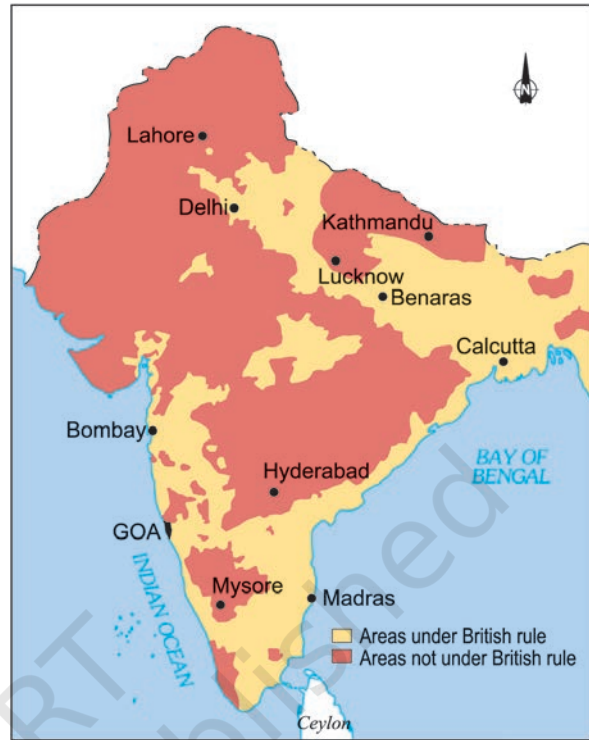 N
Lahore
Delhi
Kathmandu
Lucknow
Benaras
Calcutta
Bombay
Hyderabad
BAY OF
BENGAL
GOA
INDIAN OCEAN
Mysore
Madras
Areas under British rule
Areas not under British rule
Ceylon